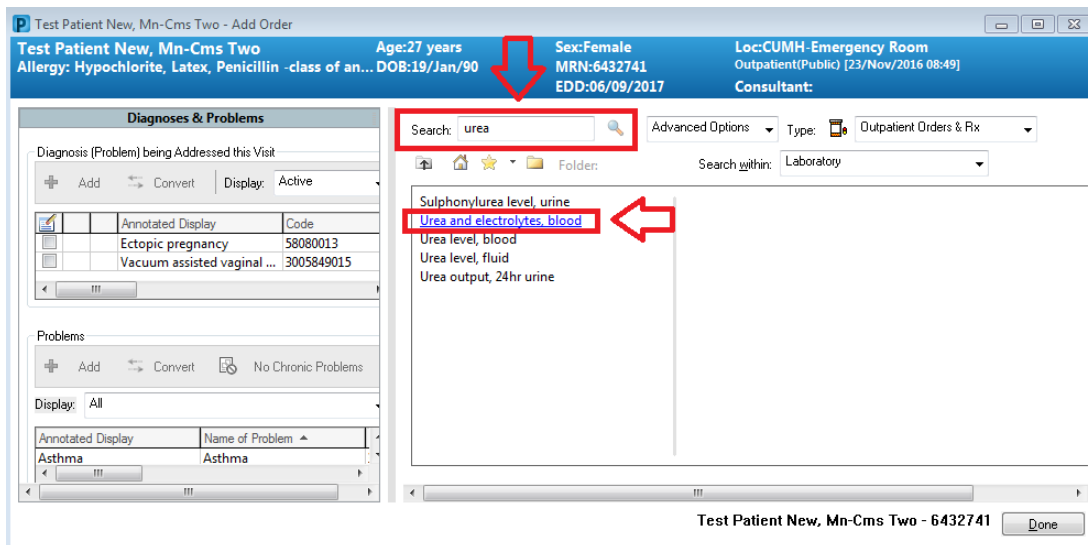 Test Patient New, Mn-Cms Two - Add Order
Test Patient New, Mn-Cms Two Age:27 years Sex:Female Loc:CUMH-Emergency Room
Allergy: Hypochlorite, Latex, Penicillin -class of an... DOB:19/Jan/90 MRN:6432741 Outpatient(Public) [23/Nov/2016 08:49]
EDD:06/09/2017 Consultant:
Diagnoses & Problems
Diagnosis (Problem) being Addressed this Visit
Add Convert Display: Active
Annotated Display Code
Ectopic pregnancy 58080013
Vacuum assisted vaginal ... 3005849015
Problems
Add Convert No Chronic Problems
Display: All
Annotated Display Name of Problem
Asthma Asthma
Search: urea Advanced Options Type: Outpatient Orders & Rx
Folder: Search within: Laboratory
Sulphonylurea level, urine
Urea and electrolytes, blood
Urea level, blood
Urea level, fluid
Urea output, 24hr urine
Test Patient New, Mn-Cms Two - 6432741 Done